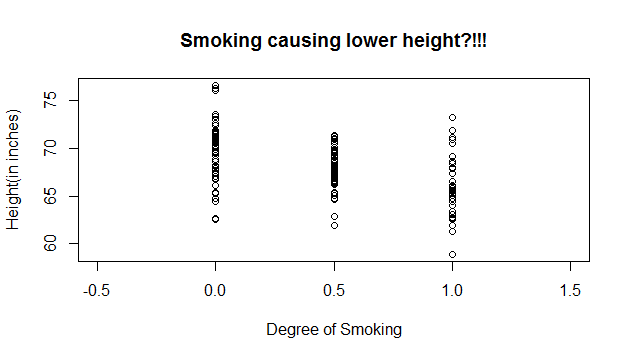 Smoking causing lower height?!!!
Height(in inches)
75
70
65
60
-0.5 0.0 0.5 1.0 1.5
Degree of Smoking